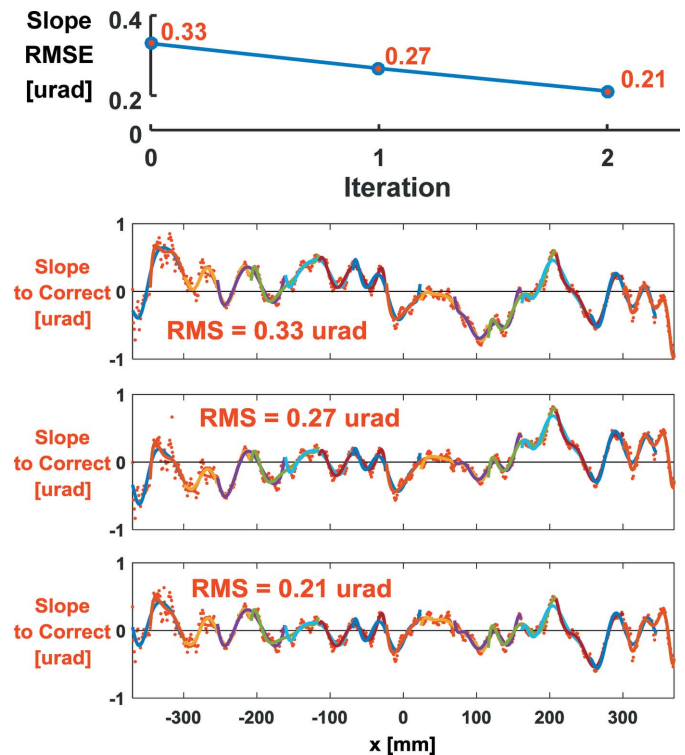 Slope
RMSE
[urad]
0.4
0.2
0
0.33
0.27
0.21
0
1
2
Iteration
Slope
to Correct
[urad]
1
0
-1
RMS = 0.33 urad
Slope
to Correct
[urad]
1
0
-1
RMS = 0.27 urad
Slope
to Correct
[urad]
1
0
-1
RMS = 0.21 urad
-300
-200
-100
0
100
200
300
x [mm]